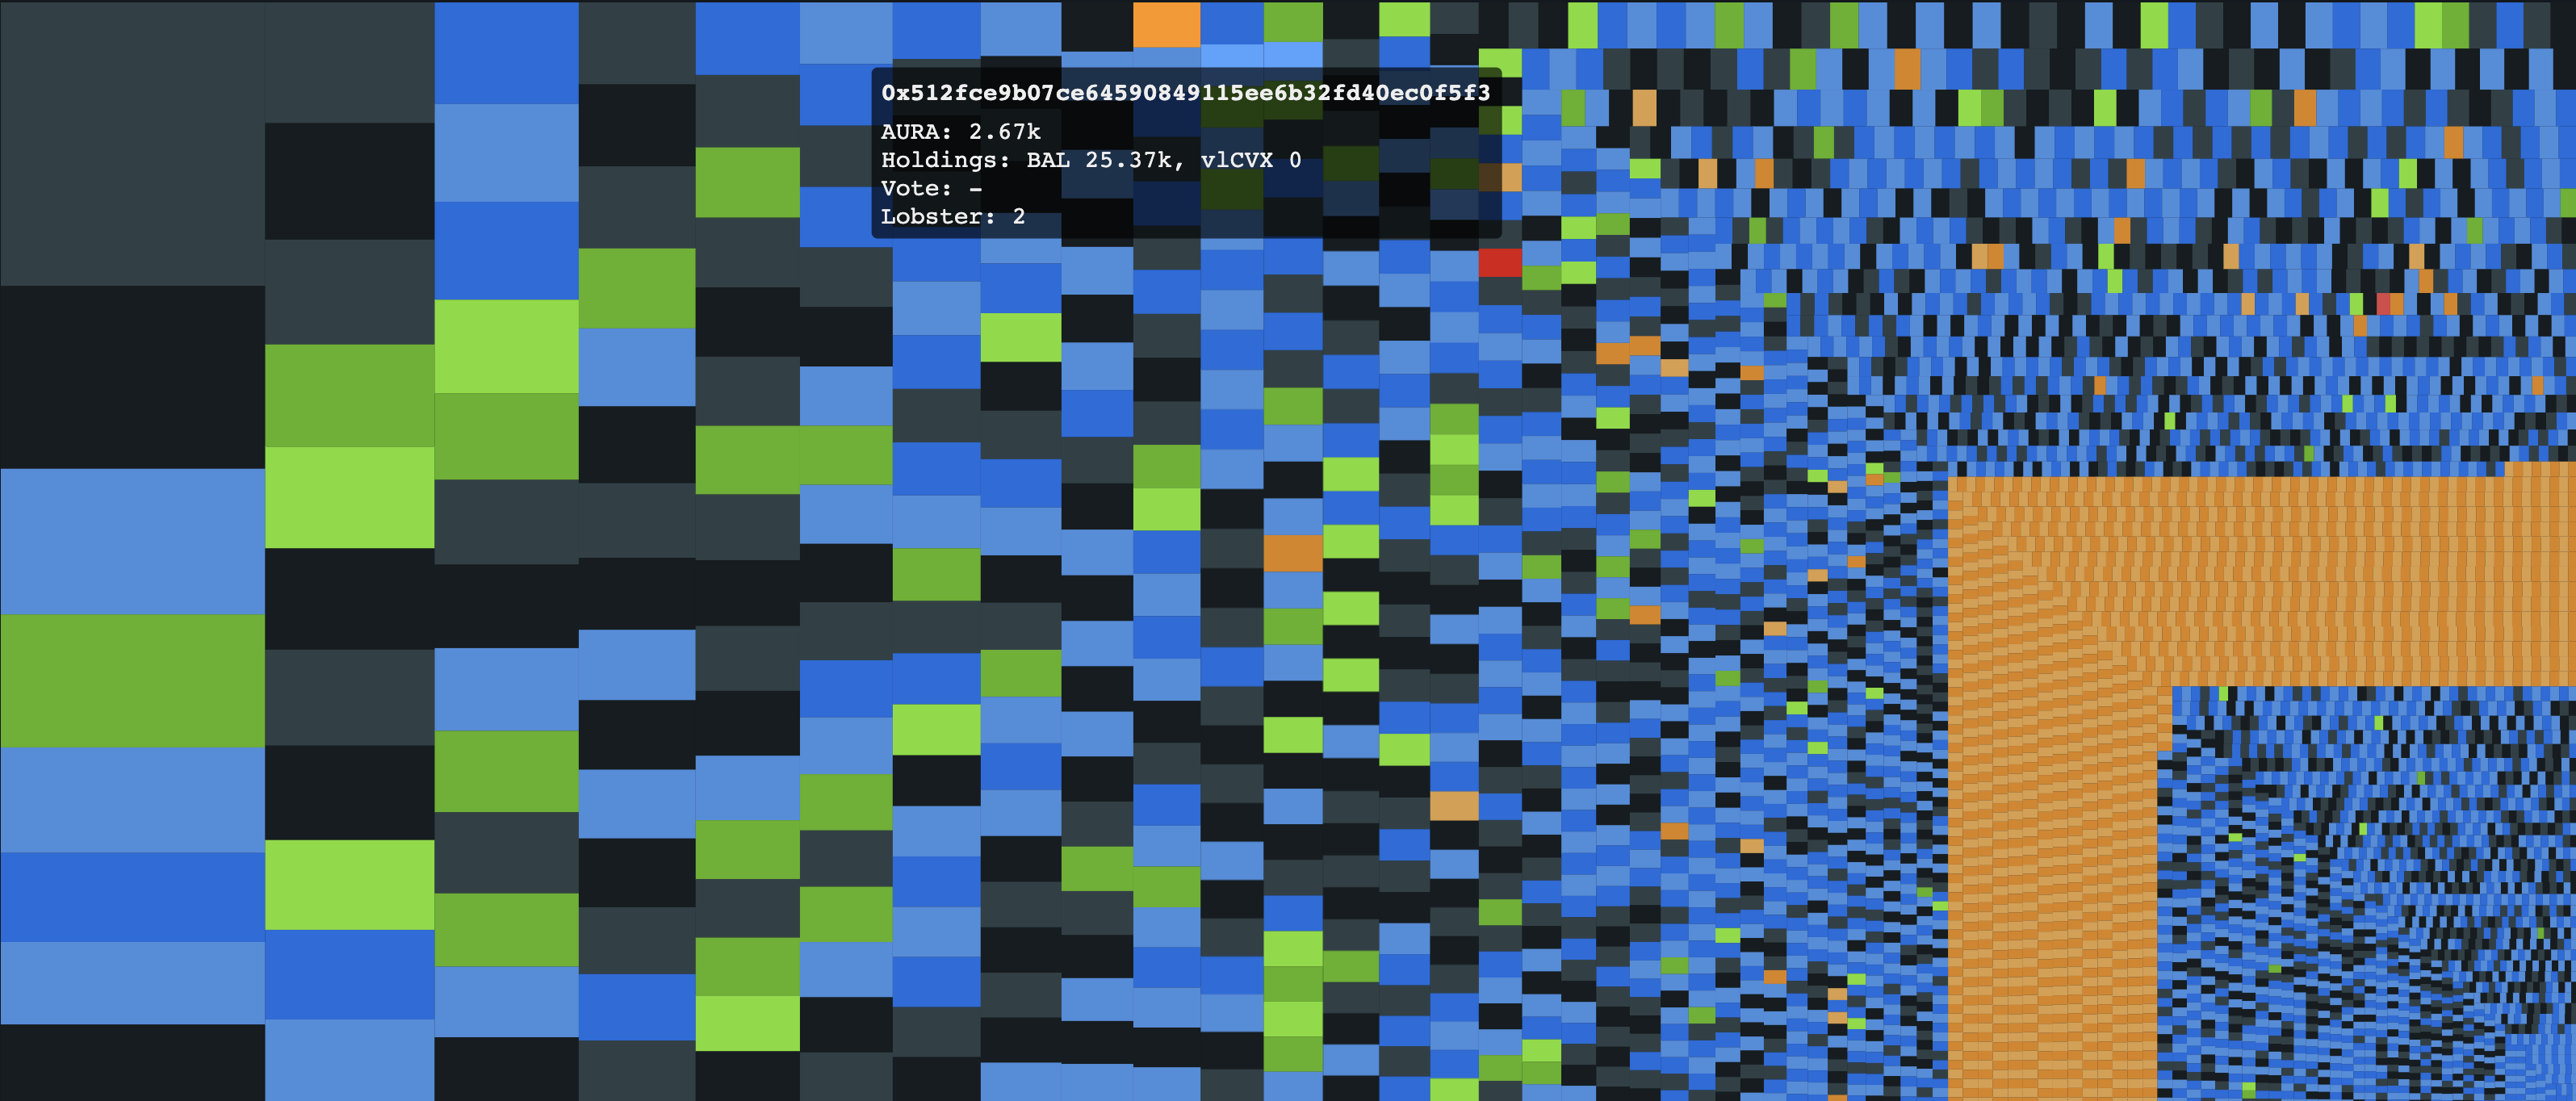 0x512fce9b07ce64590849115ee6b32fd40ec0f5f3
AURA: 2.67k
Holdings: BAL 25.37k, vlCVX 0
Vote: –
Lobster: 2